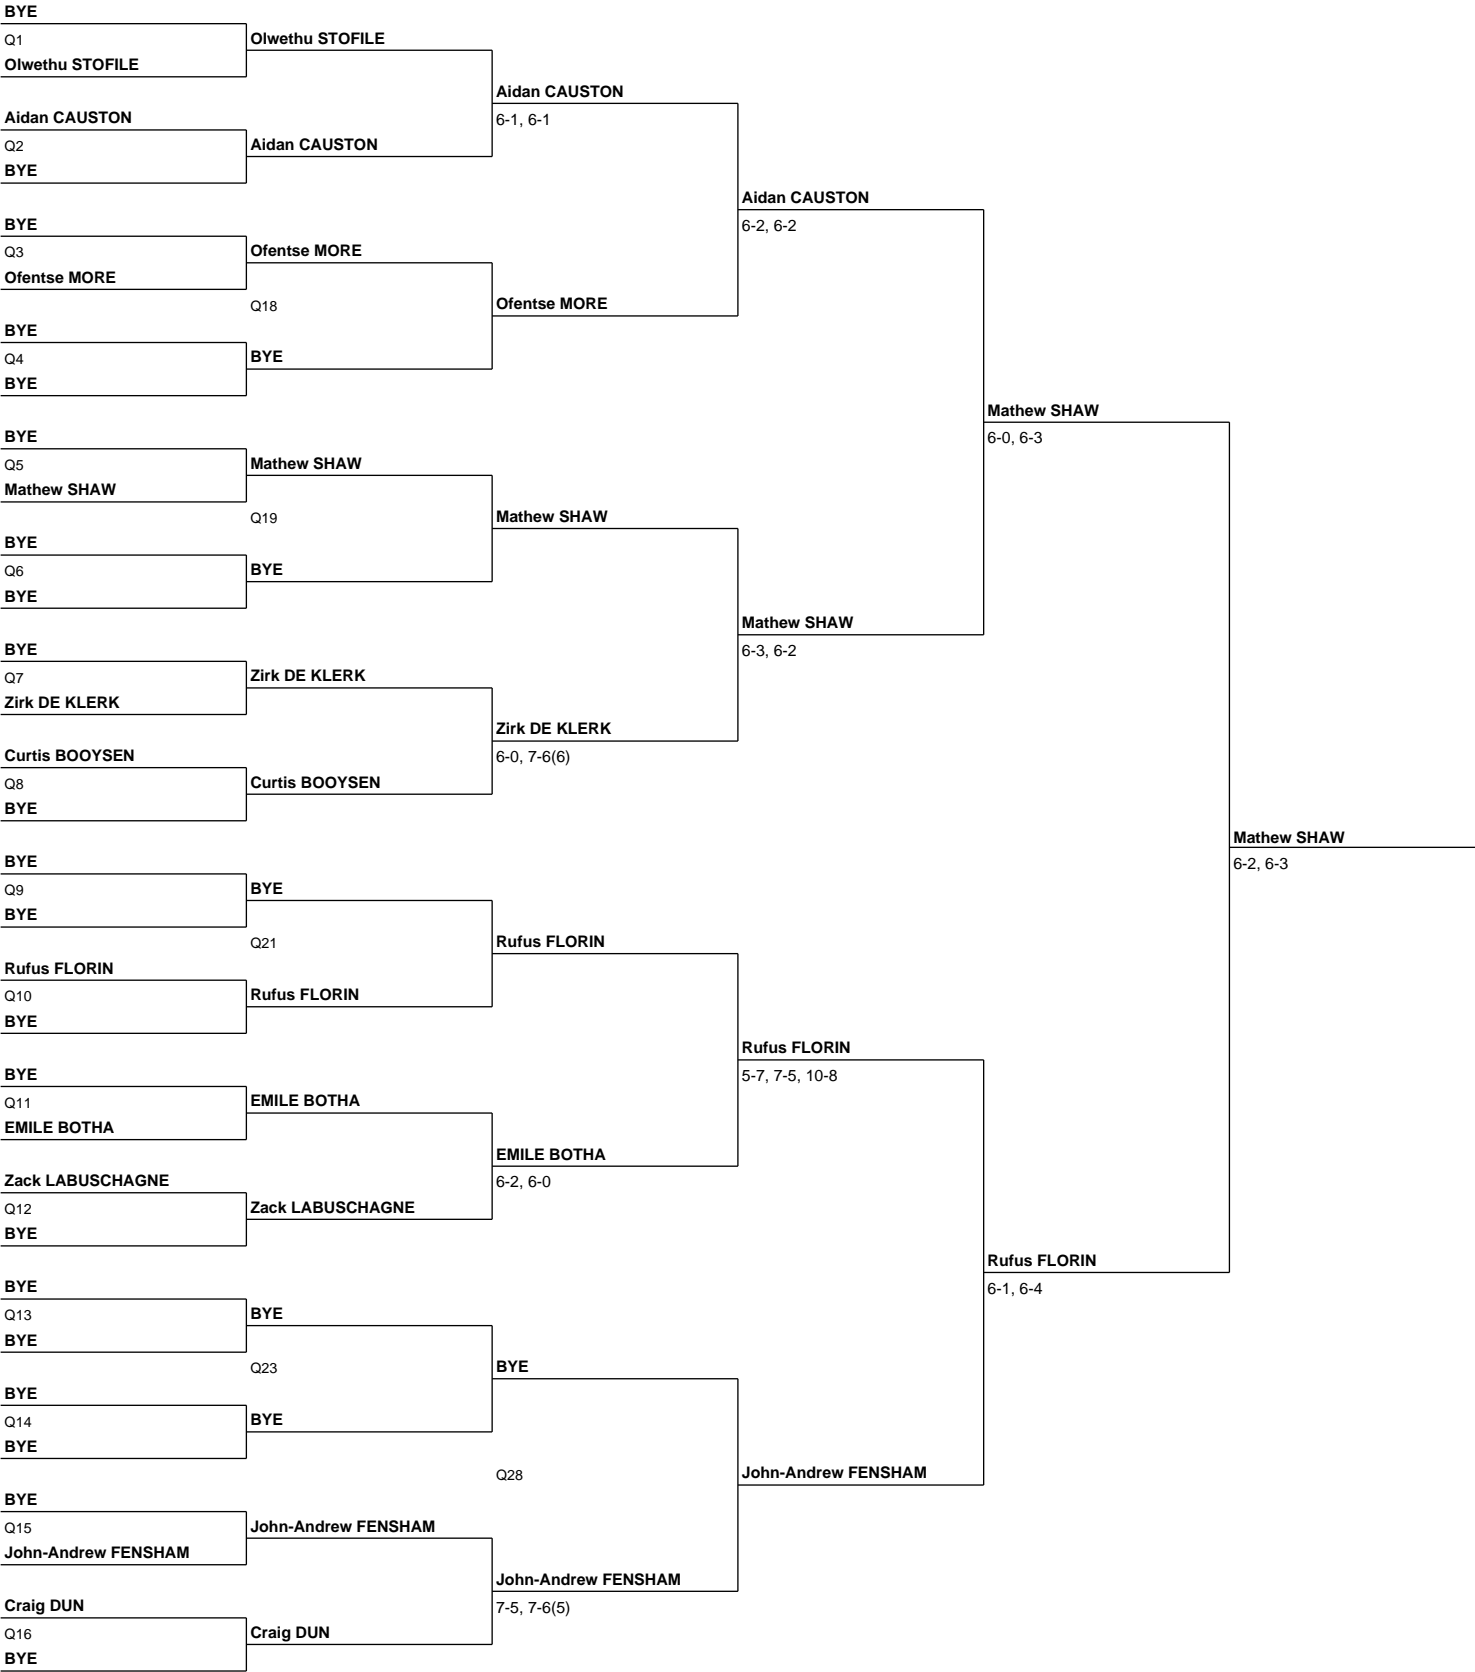 BYE
Q1
Olwethu STOFILE
Aidan CAUSTON
Q2
BYE
BYE
Q3
Ofentse MORE
BYE
Q4
BYE
BYE
Q5
Mathew SHAW
BYE
Q6
BYE
BYE
Q7
Zirk DE KLERK
Curtis BOOYSEN
Q8
BYE
BYE
Q9
BYE
Rufus FLORIN
Q10
BYE
BYE
Q11
EMILE BOTHA
Zack LABUSCHAGNE
Q12
BYE
BYE
Q13
BYE
BYE
Q14
BYE
BYE
Q15
John-Andrew FENSHAM
Craig DUN
Q16
BYE
Olwethu STOFILE
Aidan CAUSTON
Ofentse MORE
Q18
BYE
Mathew SHAW
Q19
BYE
Zirk DE KLERK
Curtis BOOYSEN
BYE
Q21
Rufus FLORIN
EMILE BOTHA
Zack LABUSCHAGNE
BYE
Q23
BYE
John-Andrew FENSHAM
Craig DUN
Aidan CAUSTON
6-1, 6-1
Ofentse MORE
Mathew SHAW
Zirk DE KLERK
6-0, 7-6(6)
Rufus FLORIN
EMILE BOTHA
6-2, 6-0
BYE
Q28
John-Andrew FENSHAM
7-5, 7-6(5)
Aidan CAUSTON
6-2, 6-2
Mathew SHAW
6-3, 6-2
Rufus FLORIN
5-7, 7-5, 10-8
John-Andrew FENSHAM
Mathew SHAW
6-0, 6-3
Rufus FLORIN
6-1, 6-4
Mathew SHAW
6-2, 6-3